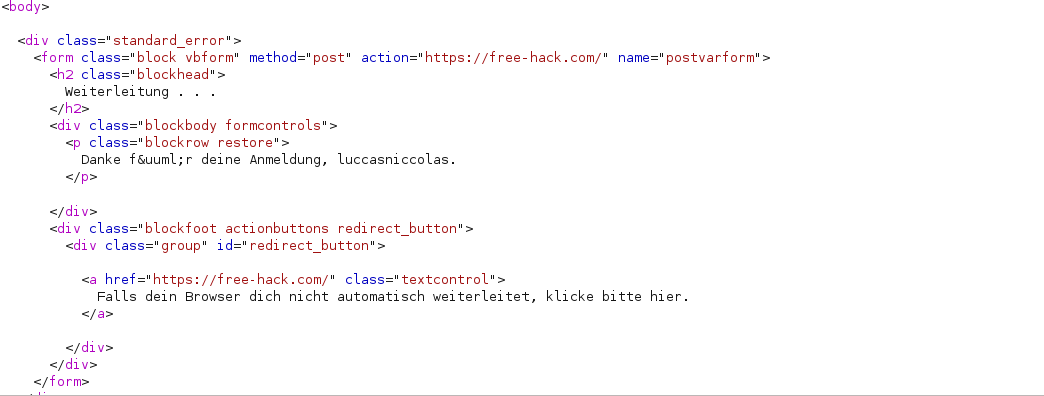 <body>
<div class="standard_error">
<form class="block vbform" method="post" action="https://free-hack.com/" name="postvarform">
<h2 class="blockhead">
Weiterleitung . . .
</h2>
<div class="blockbody formcontrols">
<p class="blockrow restore">
Danke f&uuml;r deine Anmeldung, luccasniccolas.
</p>
</div>
<div class="blockfoot actionbuttons redirect_button">
<div class="group" id="redirect_button">
<a href="https://free-hack.com/" class="textcontrol">
Falls dein Browser dich nicht automatisch weiterleitet, klicke bitte hier.
</a>
</div>
</div>
</form>